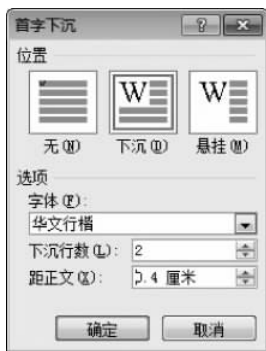 首字下沉
位置
W W
无(N) 下沉(D) 悬挂(M)
选项
字体(F):
华文行楷
下沉行数(L): 2
距正文(X): 0.4 厘米
确定 取消